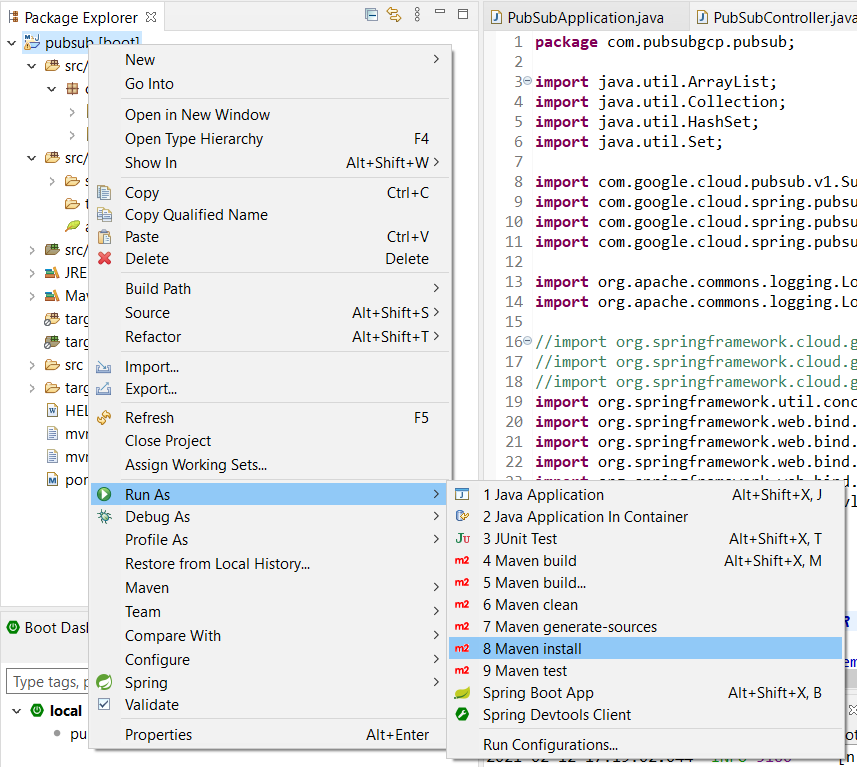 Package Explorer
pubsub [boot]
src/
src/
src/
JRE
targ
targ
src
targ
HEL
Boot Das
Type tags,
local
New
Go Into
Open in New Window
Open Type Hierarchy F4
Show In Alt+Shift+W
Copy Ctrl+C
Copy Qualified Name
Paste Ctrl+V
Delete Delete
Build Path
Source Alt+Shift+S
Refactor Alt+Shift+T
Import...
Export...
Refresh F5
Close Project
Assign Working Sets...
Run As
Debug As
Profile As
Restore from Local History...
Maven
Team
Compare With
Configure
Spring
Validate
Properties Alt+Enter
1 Java Application Alt+Shift+X, J
2 Java Application In Container
3 JUnit Test Alt+Shift+X, T
4 Maven build Alt+Shift+X, M
5 Maven build...
6 Maven clean
7 Maven generate-sources
8 Maven install
9 Maven test
Spring Boot App Alt+Shift+X, B
Spring Devtools Client
Run Configurations...
PubSubApplication.java PubSubController.java
1 package com.pubsubgcp.pubsub;
2
3 import java.util.ArrayList;
4 import java.util.Collection;
5 import java.util.HashSet;
6 import java.util.Set;
7
8 import com.google.cloud.pubsub.v1.Su
9 import com.google.cloud.spring.pubsu
10 import com.google.cloud.spring.pubsu
11 import com.google.cloud.spring.pubsu
12
13 import org.apache.commons.logging.Lo
14 import org.apache.commons.logging.Lo
15
16 //import org.springframework.cloud.g
17 //import org.springframework.cloud.g
18 //import org.springframework.cloud.g
19 import org.springframework.util.conc
20 import org.springframework.web.bind.
21 import org.springframework.web.bind.
22 import org.springframework.web.bind.